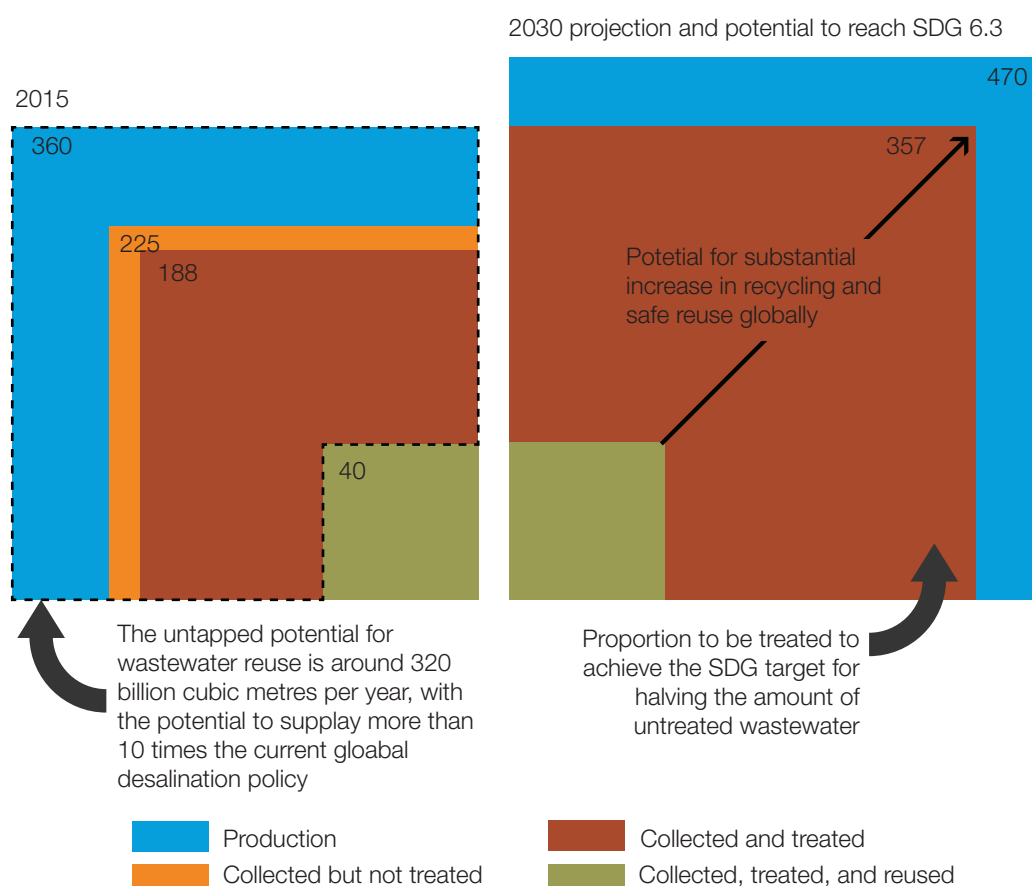 2030 projection and potential to reach SDG 6.3
2015
360
225
188
40
470
357
Potetial for substantial
increase in recycling and
safe reuse globally
The untapped potential for
wastewater reuse is around 320
billion cubic metres per year, with
the potential to supplay more than
10 times the current gloabal
desalination policy
Proportion to be treated to
achieve the SDG target for
halving the amount of
untreated wastewater
Production
Collected but not treated
Collected and treated
Collected, treated, and reused